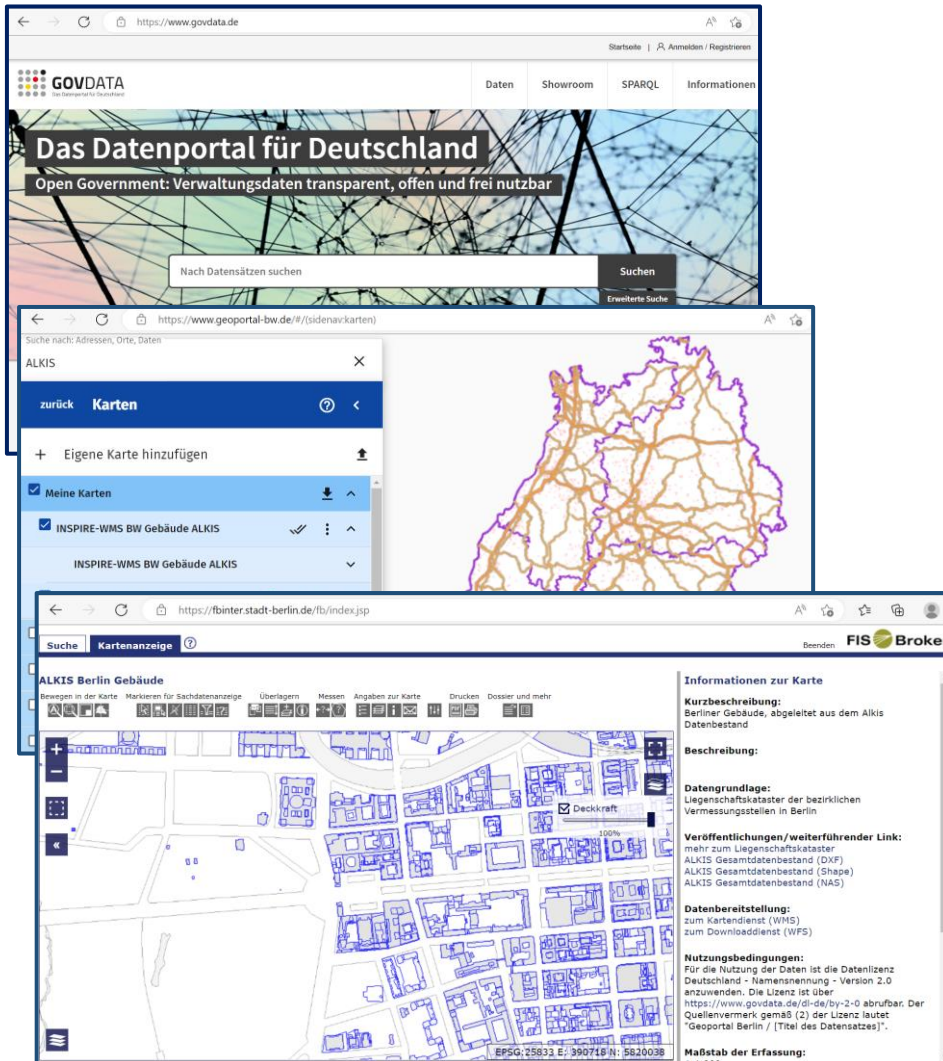 https://www.govdata.de
Startseite | Anmelden / Registrieren
GOVDATA
Das Datenportal für Deutschland
Daten Showroom SPARQL Informationen
Das Datenportal für Deutschland
Open Government: Verwaltungsdaten transparent, offen und frei nutzbar
Nach Datensätzen suchen
Suchen
Erweiterte Suche
https://www.geoportal-bw.de/#/(sidenav:karten)
Suche nach: Adressen, Orte, Daten
ALKIS
zurück Karten
Eigene Karte hinzufügen
Meine Karten
INSPIRE-WMS BW Gebäude ALKIS
INSPIRE-WMS BW Gebäude ALKIS
https://fbinter.stadt-berlin.de/fb/index.jsp
Suche Kartenanzeige
Beenden FIS Broke
ALKIS Berlin Gebäude
Bewegen in der Karte Markieren für Sachdatenanzeige Überlagern Messen Angaben zur Karte Drucken Dossier und mehr
Deckkraft
100%
EPSG:25833 E: 390718 N: 5820038
Informationen zur Karte
Kurzbeschreibung:
Berliner Gebäude, abgeleitet aus dem Alkis
Datenbestand
Beschreibung:
Datengrundlage:
Liegenschaftskataster der bezirklichen
Vermessungsstellen in Berlin
Veröffentlichungen/weiterführender Link:
mehr zum Liegenschaftskataster
ALKIS Gesamtdatenbestand (DXF)
ALKIS Gesamtdatenbestand (Shape)
ALKIS Gesamtdatenbestand (NAS)
Datenbereitstellung:
zum Kartendienst (WMS)
zum Downloaddienst (WFS)
Nutzungsbedingungen:
Für die Nutzung der Daten ist die Datenlizenz
Deutschland - Namensnennung - Version 2.0
anzuwenden. Die Lizenz ist über
https://www.govdata.de/dl-de/by-2-0 abrufbar. Der
Quellenvermerk gemäß (2) der Lizenz lautet
"Geoportal Berlin / [Titel des Datensatzes]".
Maßstab der Erfassung: